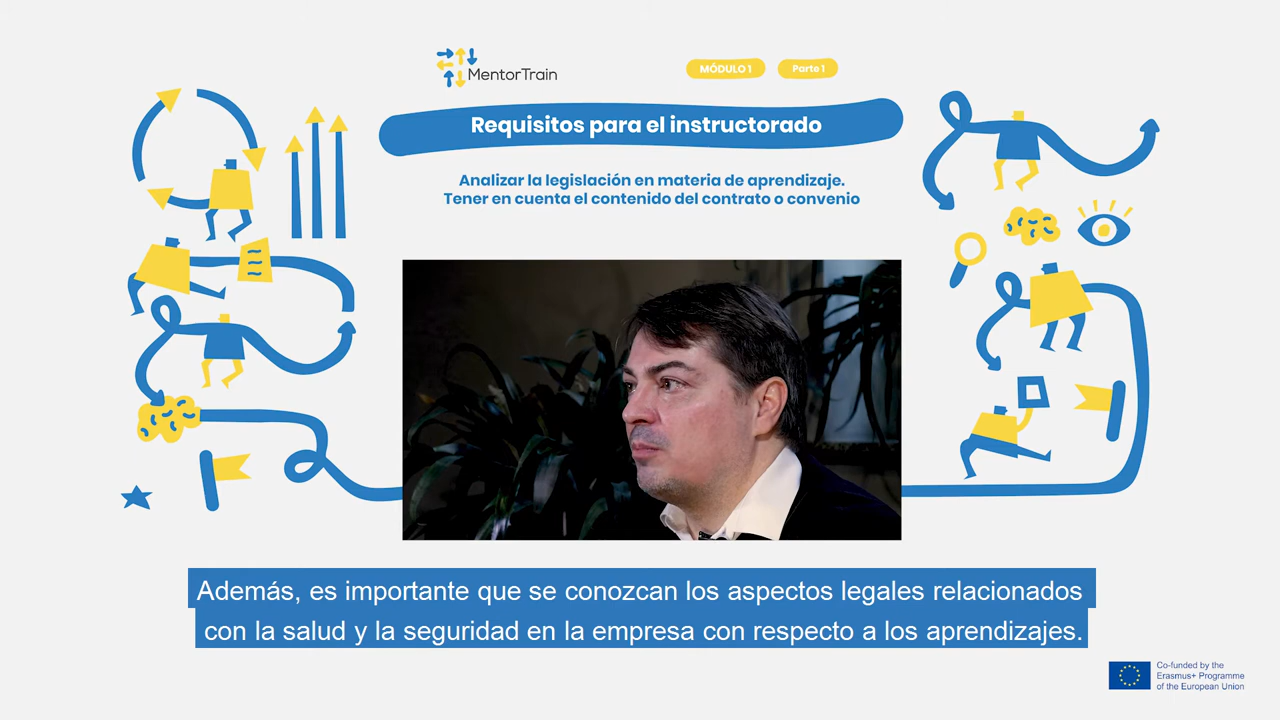 MentorTrain
MÓDULO 1
Parte 1
Requisitos para el instructorado
Analizar la legislación en materia de aprendizaje.
Tener en cuenta el contenido del contrato o convenio
Además, es importante que se conozcan los aspectos legales relacionados
con la salud y la seguridad en la empresa con respecto a los aprendizajes.
Co-funded by the
Erasmus+ Programme
of the European Union